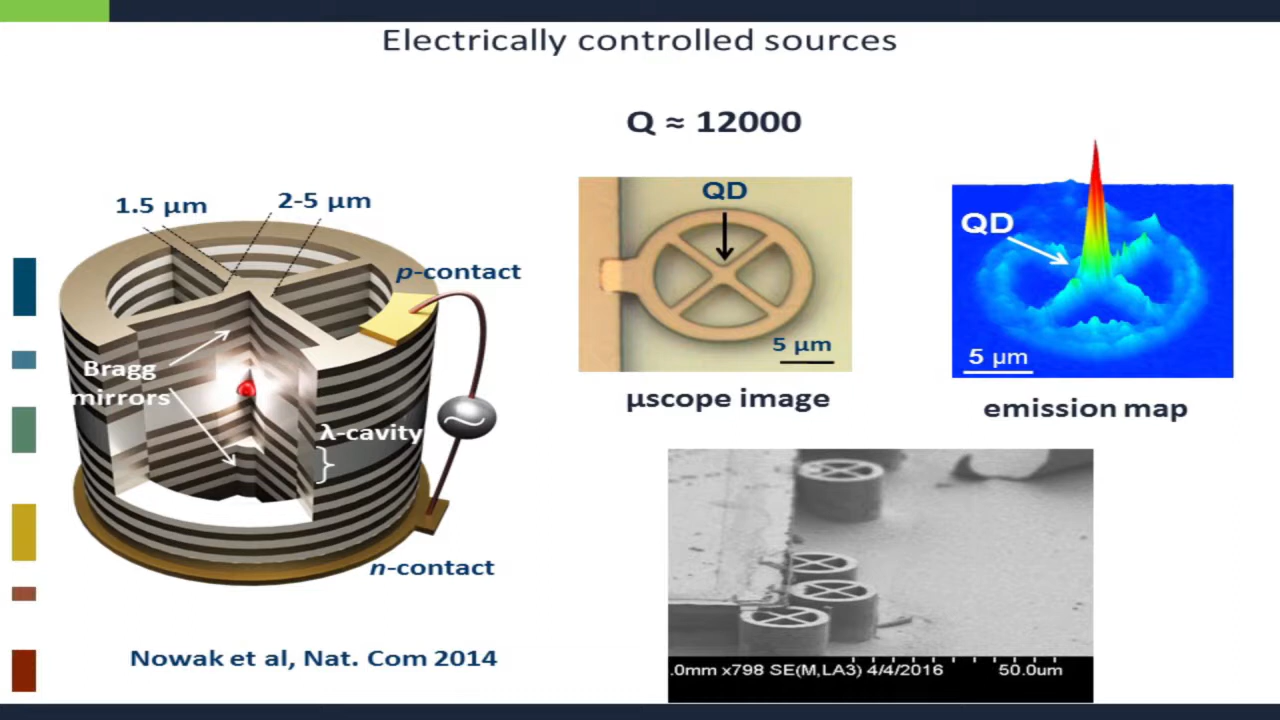 Electrically controlled sources
Q ≈ 12000
1.5 μm
2-5 μm
p-contact
Bragg
mirrors
λ-cavity
n-contact
Nowak et al, Nat. Com 2014
QD
5 μm
μscope image
QD
5 μm
emission map
.0mm x798 SE(M,LA3) 4/4/2016 50.0um